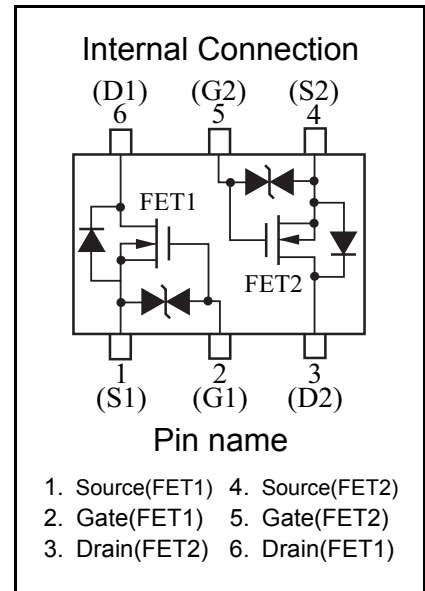 Internal Connection
(D1) (G2) (S2)
6 5 4
FET1
FET2
1 2 3
(S1) (G1) (D2)
Pin name
1. Source(FET1) 4. Source(FET2)
2. Gate(FET1) 5. Gate(FET2)
3. Drain(FET2) 6. Drain(FET1)